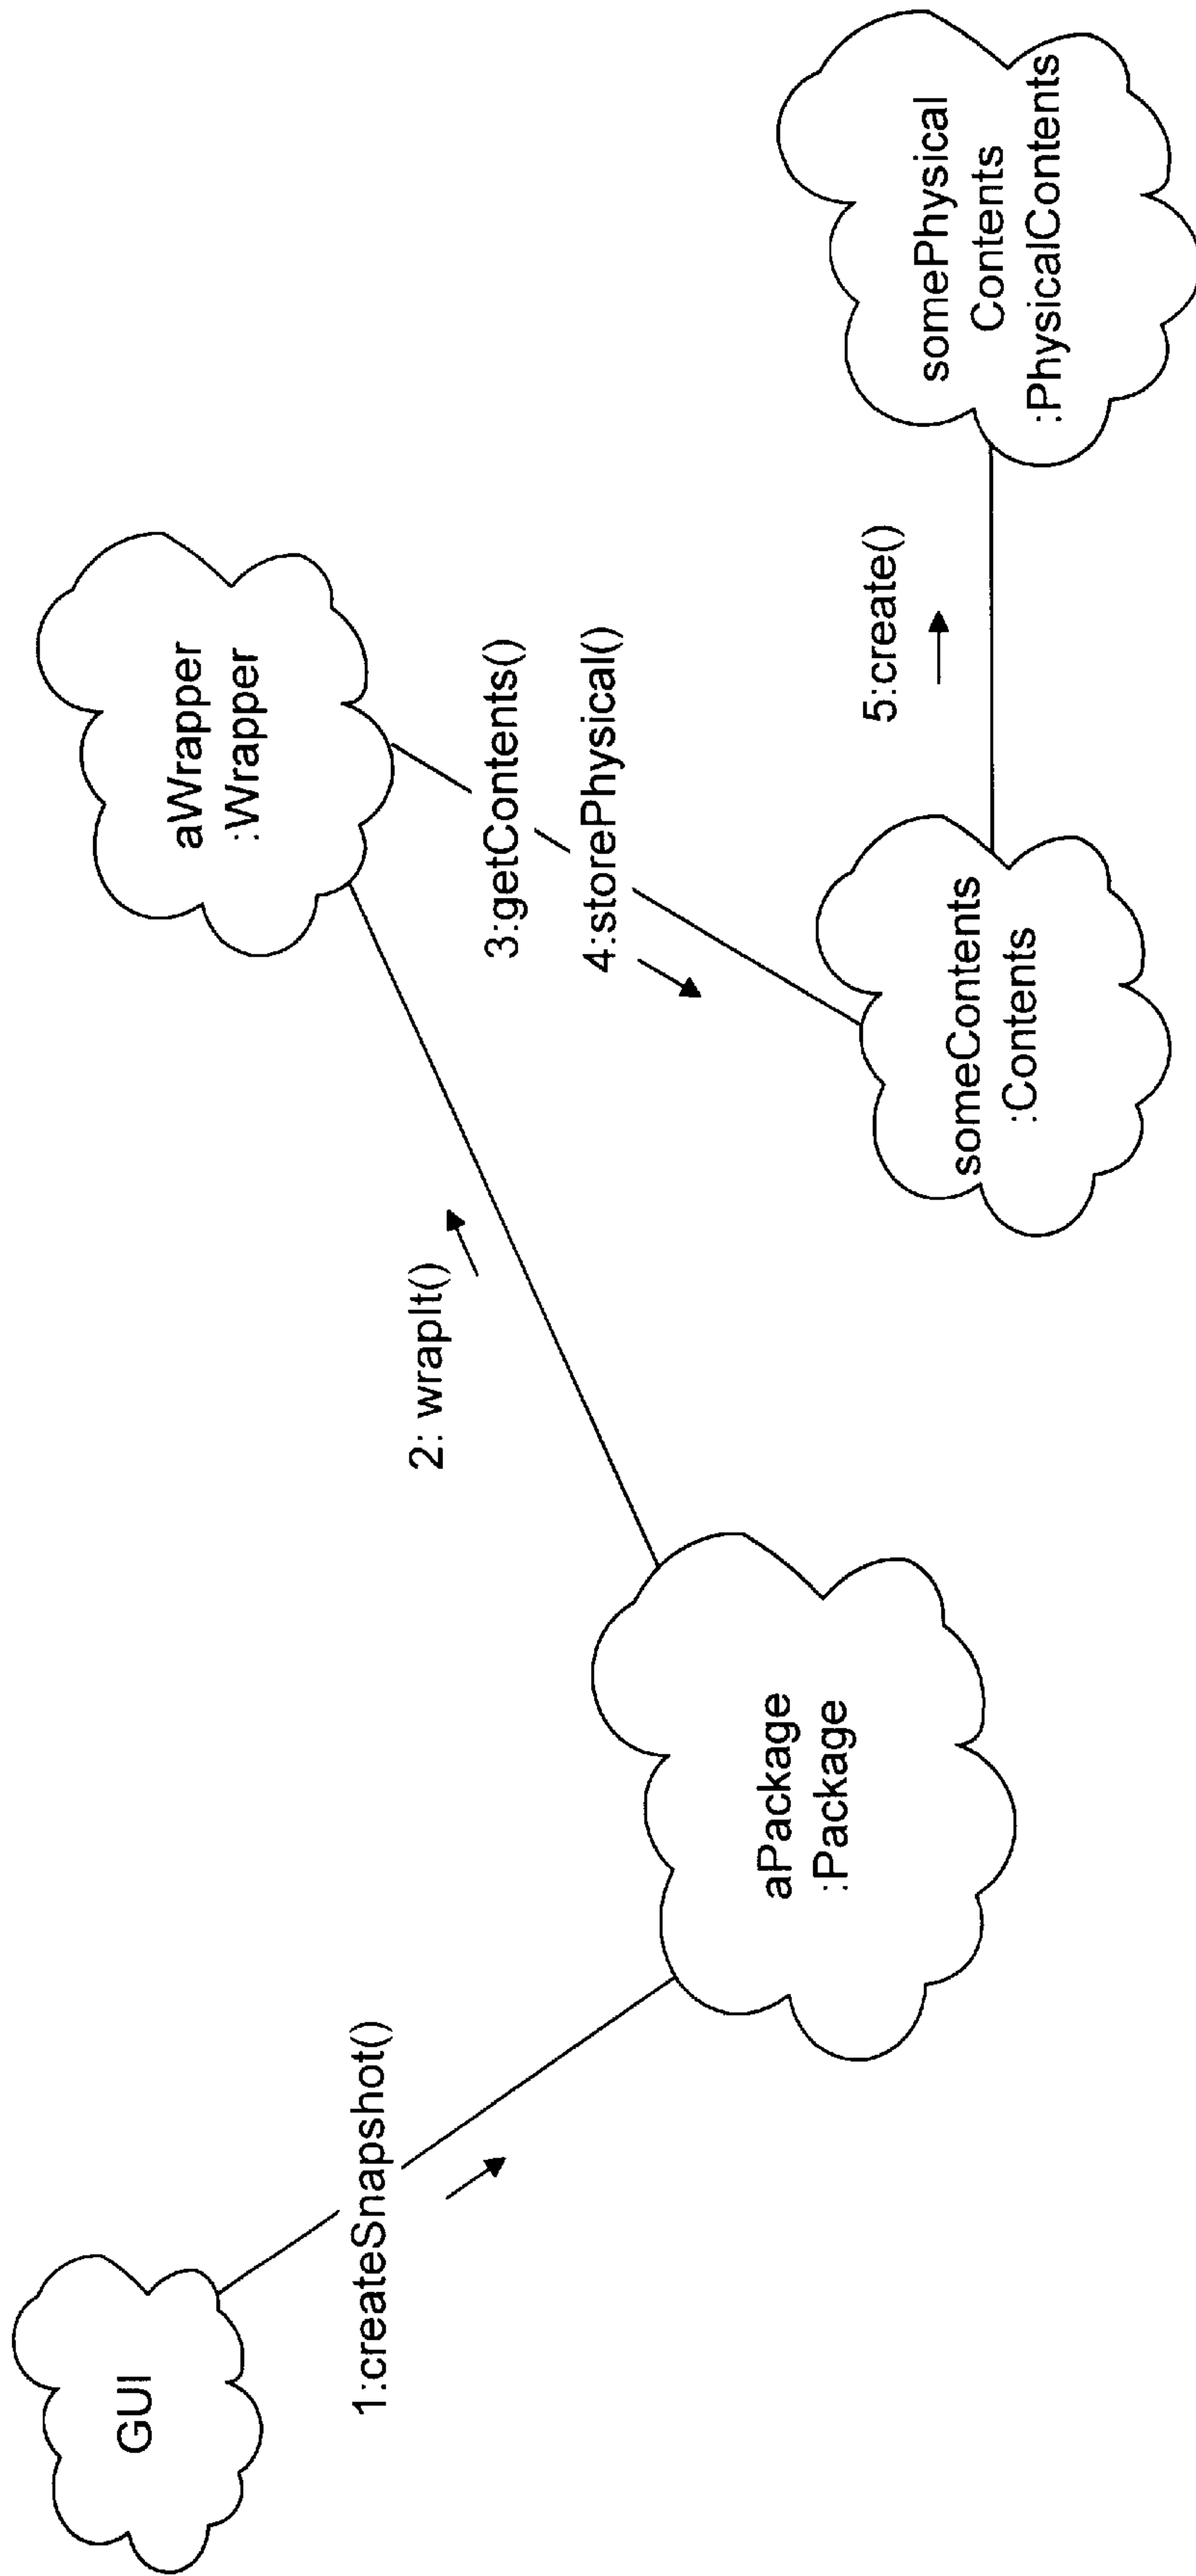 GUI
1:createSnapshot()
aPackage
:Package
2: wrapIt()
aWrapper
:Wrapper
3:getContents()
4:storePhysical()
someContents
:Contents
5:create()
somePhysical
Contents
:PhysicalContents